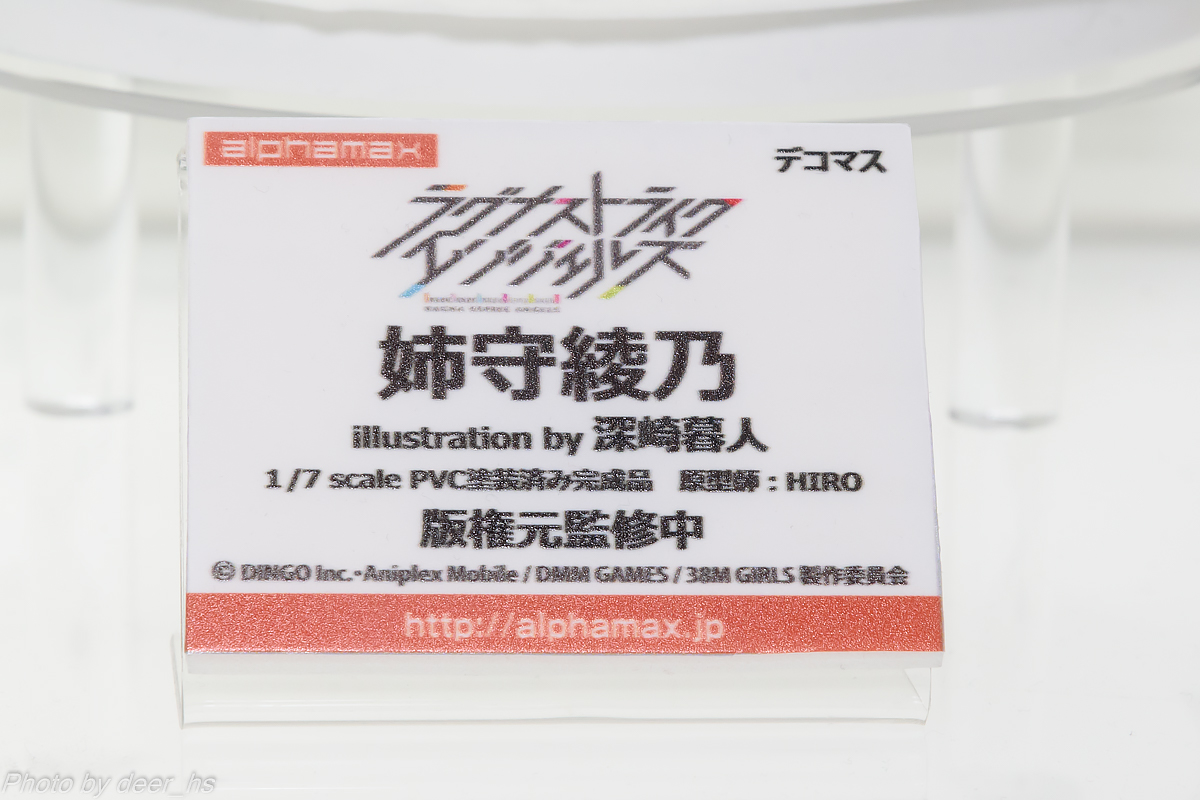 alphamax
デコマス
ラグナストライク
エンジェルズ
姉守綾乃
illustration by 深崎暮人
1/7 scale PVC塗装済み完成品　原型師：HIRO
版権元監修中
© DINGO Inc.・Aniplex Mobile / DMM GAMES / 38M GIRLS 製作委員会
http://alphamax.jp
Photo by deer_hs